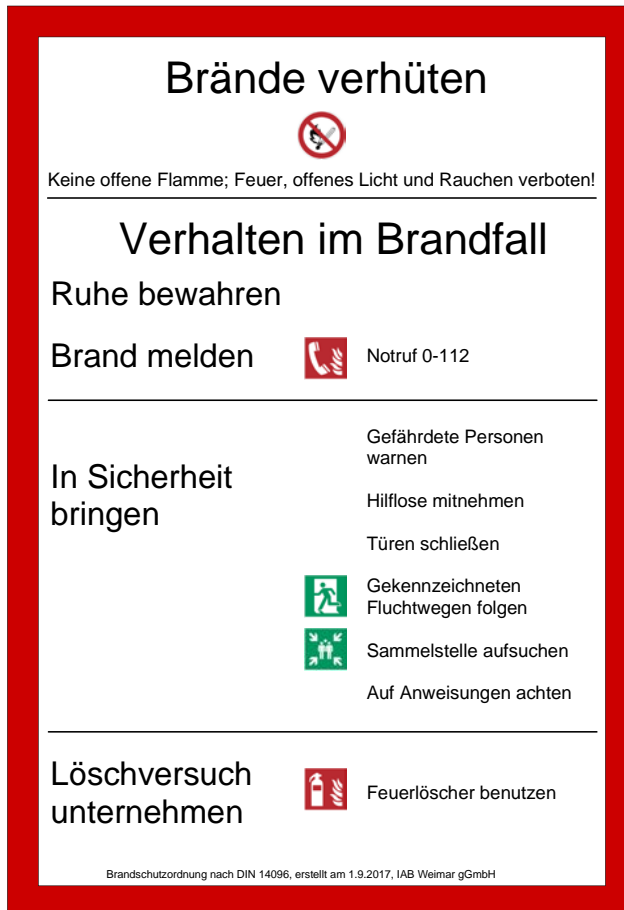 Brände verhüten
Keine offene Flamme; Feuer, offenes Licht und Rauchen verboten!
Verhalten im Brandfall
Ruhe bewahren
Brand melden
Notruf 0-112
In Sicherheit
bringen
Gefährdete Personen
warnen
Hilflose mitnehmen
Türen schließen
Gekennzeichneten
Fluchtwegen folgen
Sammelstelle aufsuchen
Auf Anweisungen achten
Löschversuch
unternehmen
Feuerlöscher benutzen
Brandschutzordnung nach DIN 14096, erstellt am 1.9.2017, IAB Weimar gGmbH